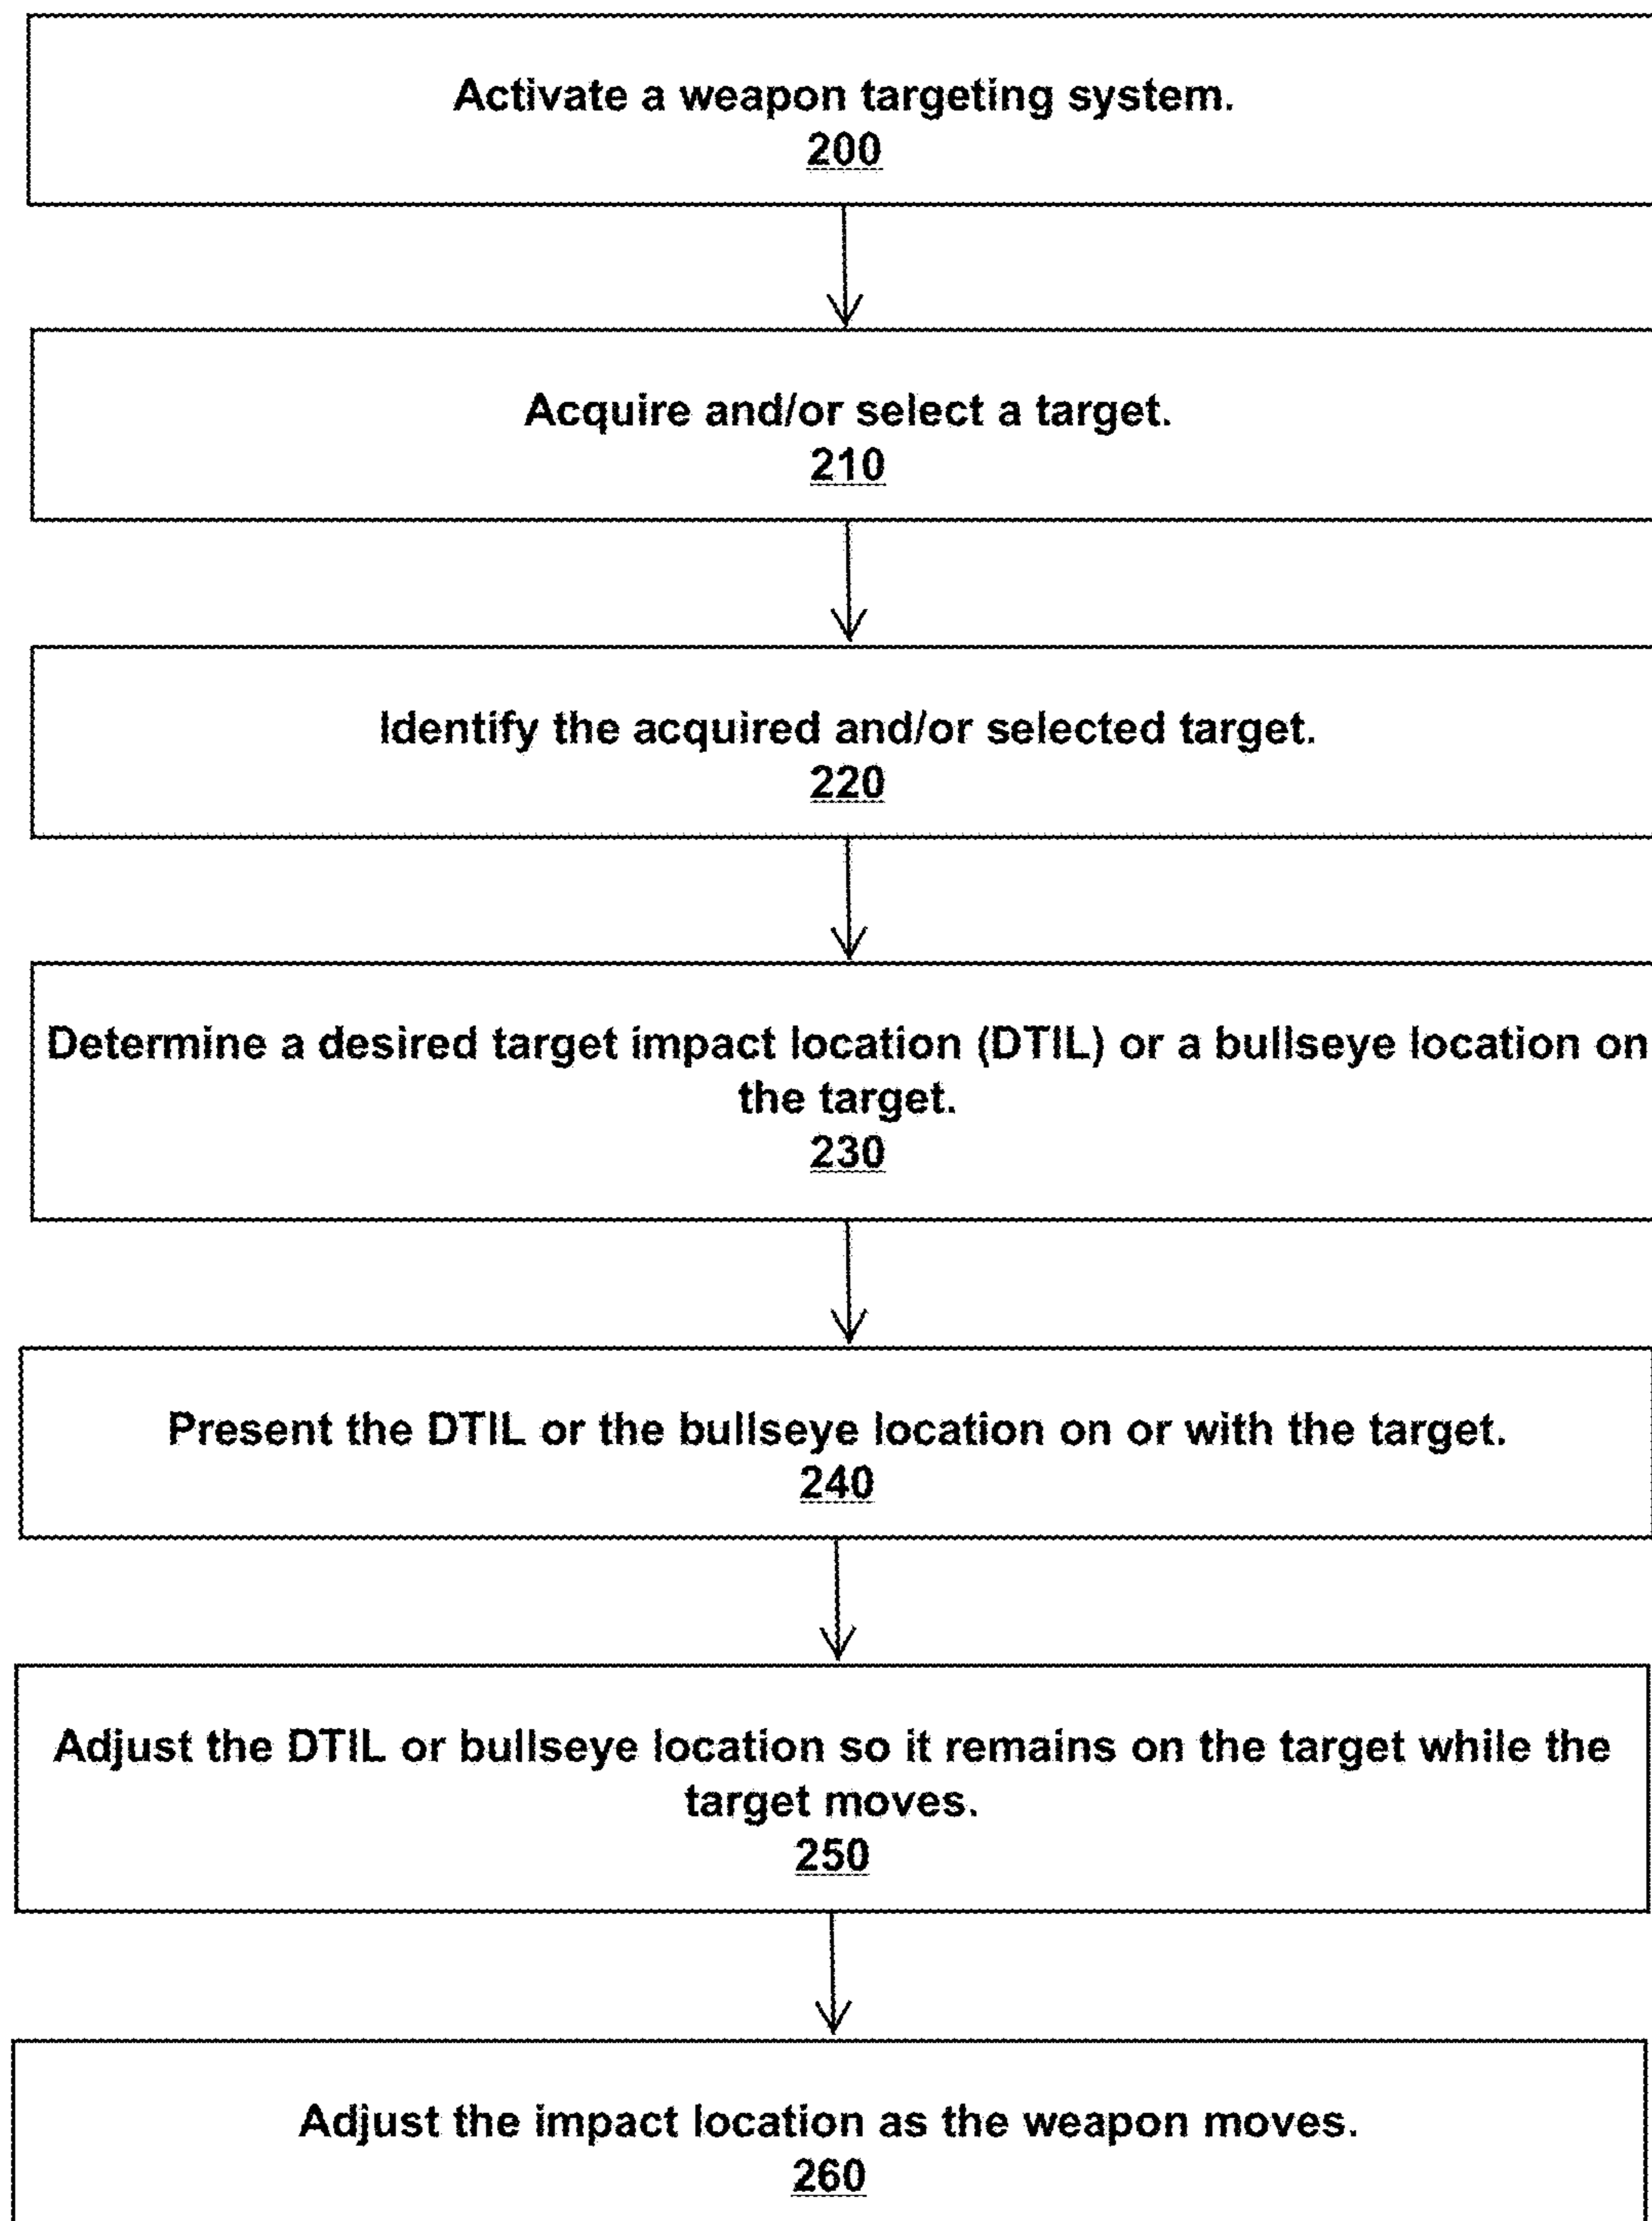 Activate a weapon targeting system.
200
Acquire and/or select a target.
210
Identify the acquired and/or selected target.
220
Determine a desired target impact location (DTIL) or a bullseye location on
the target.
230
Present the DTIL or the bullseye location on or with the target.
240
Adjust the DTIL or bullseye location so it remains on the target while the
target moves.
250
Adjust the impact location as the weapon moves.
260